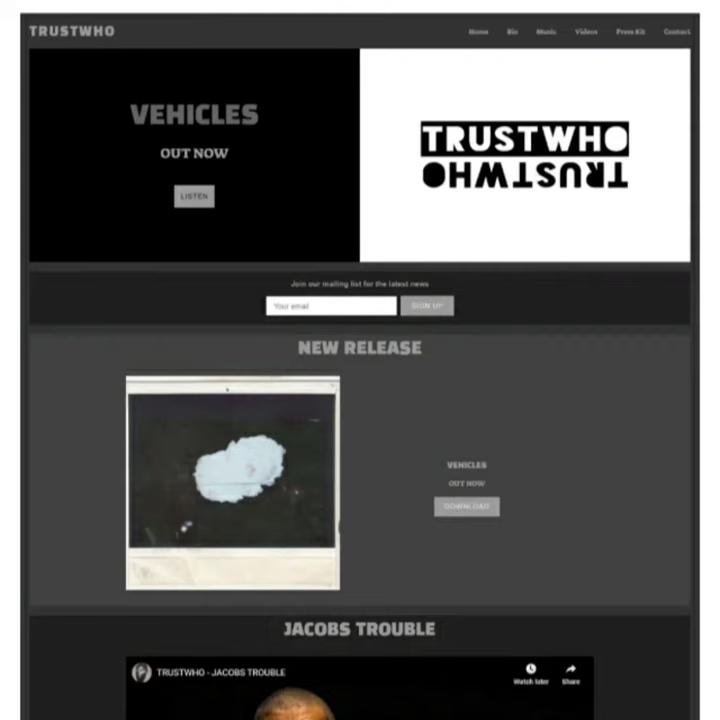 TRUSTWHO
Home Bio Music Videos Press Kit Contact
VEHICLES
OUT NOW
LISTEN
TRUSTWHO
TRUSTWHO
Join our mailing list for the latest news
Your email
SIGN UP
NEW RELEASE
VEHICLES
OUT NOW
DOWNLOAD
JACOBS TROUBLE
TRUSTWHO - JACOBS TROUBLE
Watch later Share